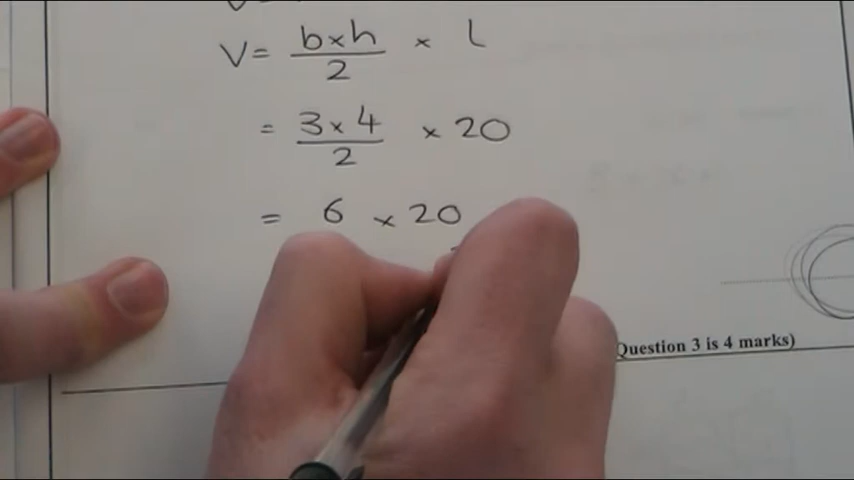 V = b×h/2 × L
= 3×4/2 × 20
= 6 × 20
Question 3 is 4 marks)